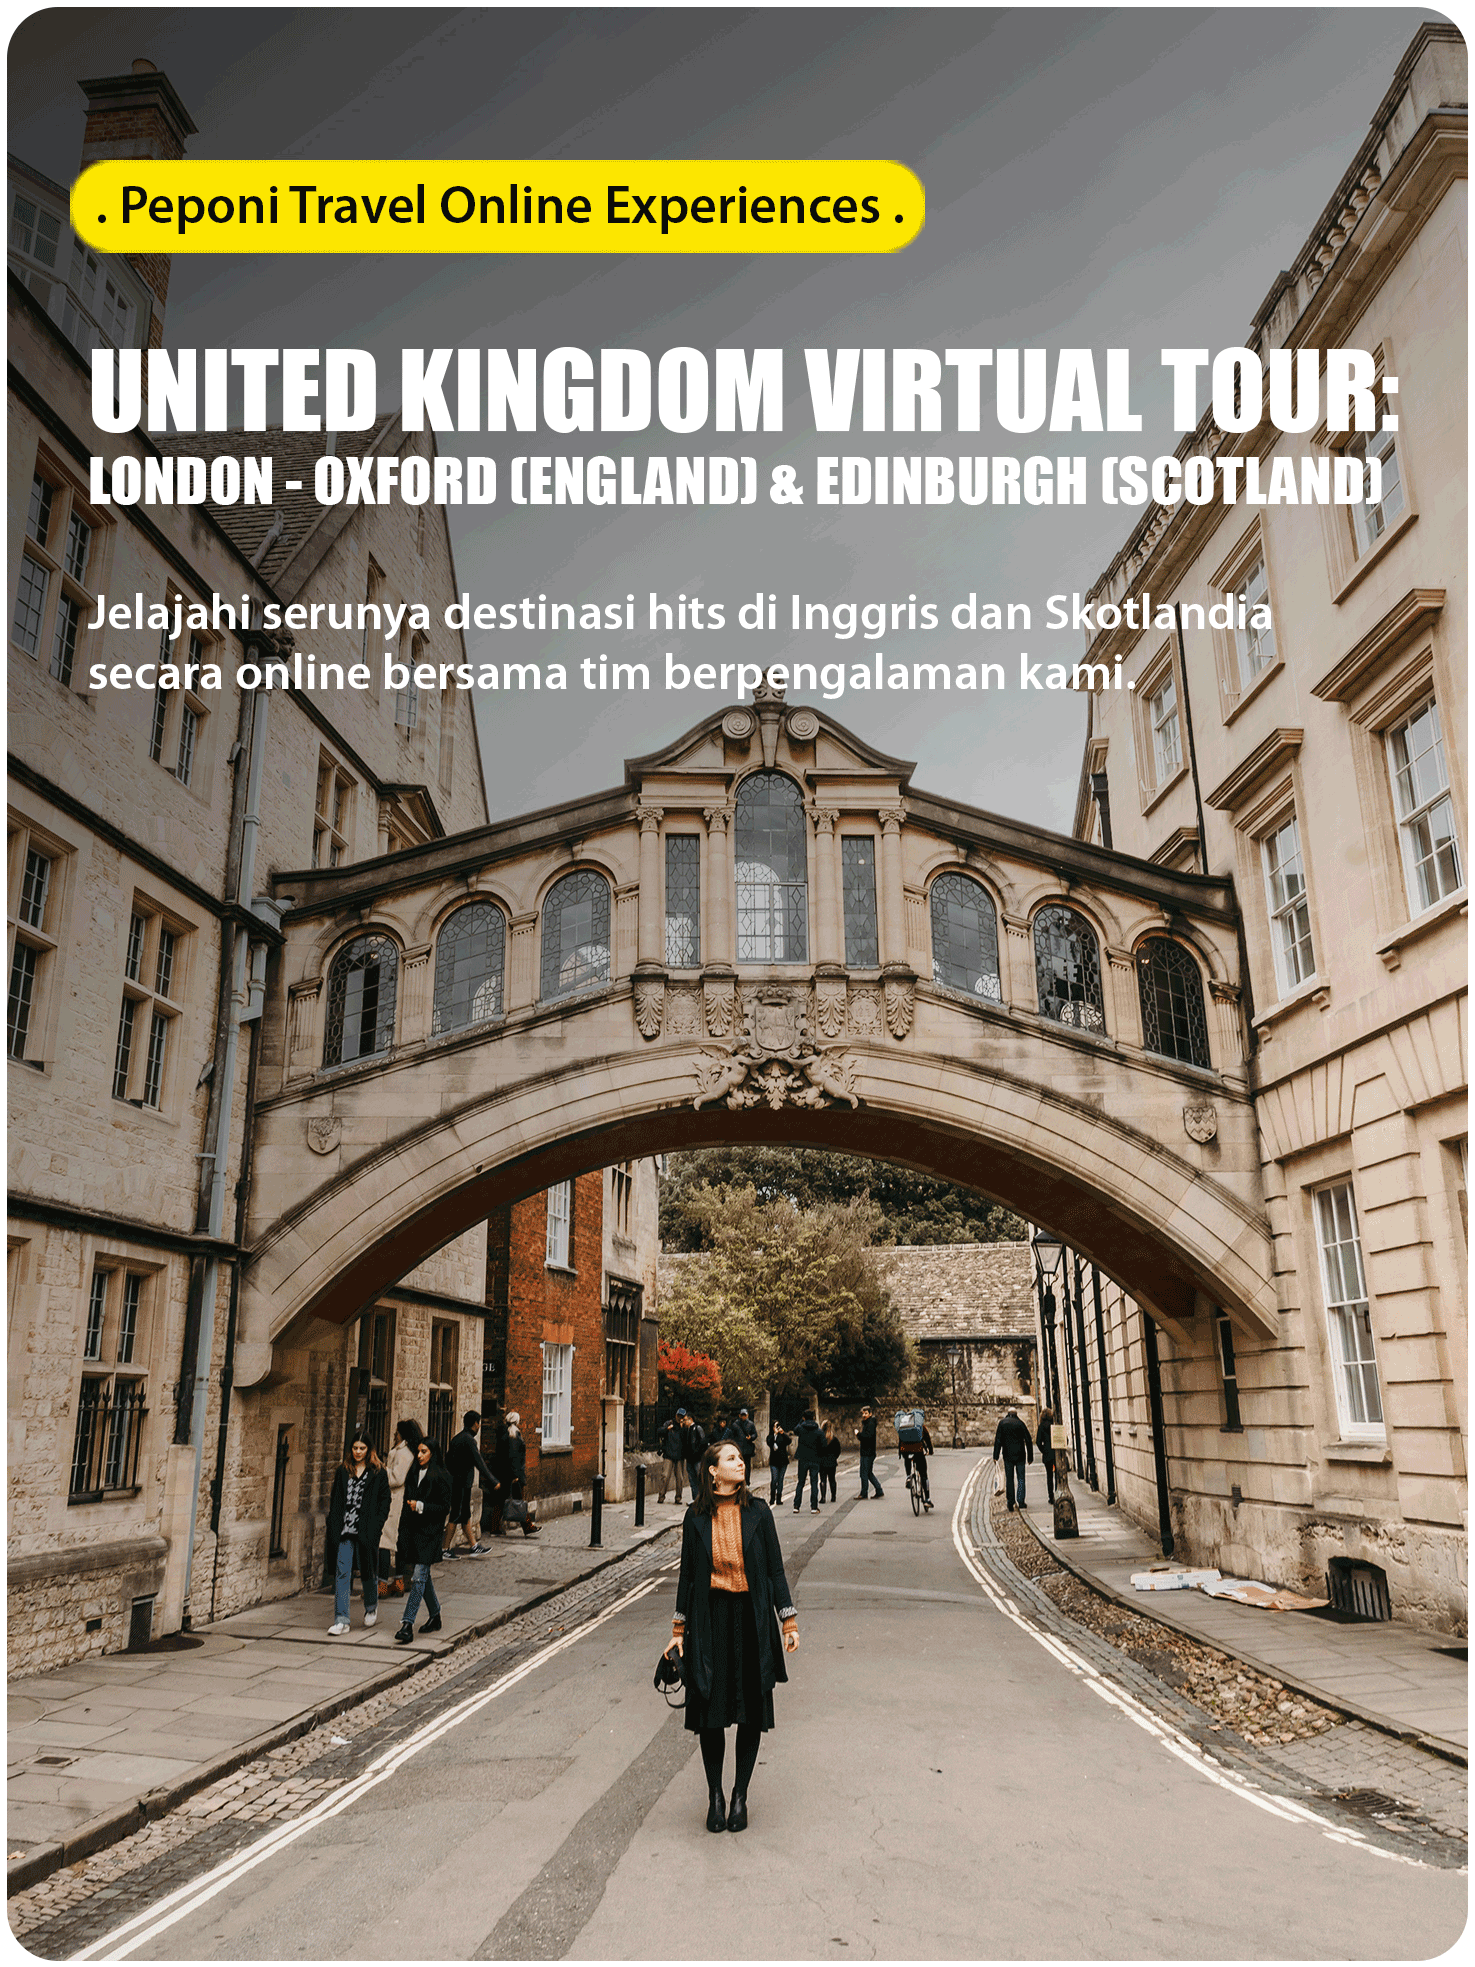 . Peponi Travel Online Experiences .
UNITED KINGDOM VIRTUAL TOUR:
LONDON - OXFORD (ENGLAND) & EDINBURGH (SCOTLAND)
Jelajahi serunya destinasi hits di Inggris dan Skotlandia
secara online bersama tim berpengalaman kami.